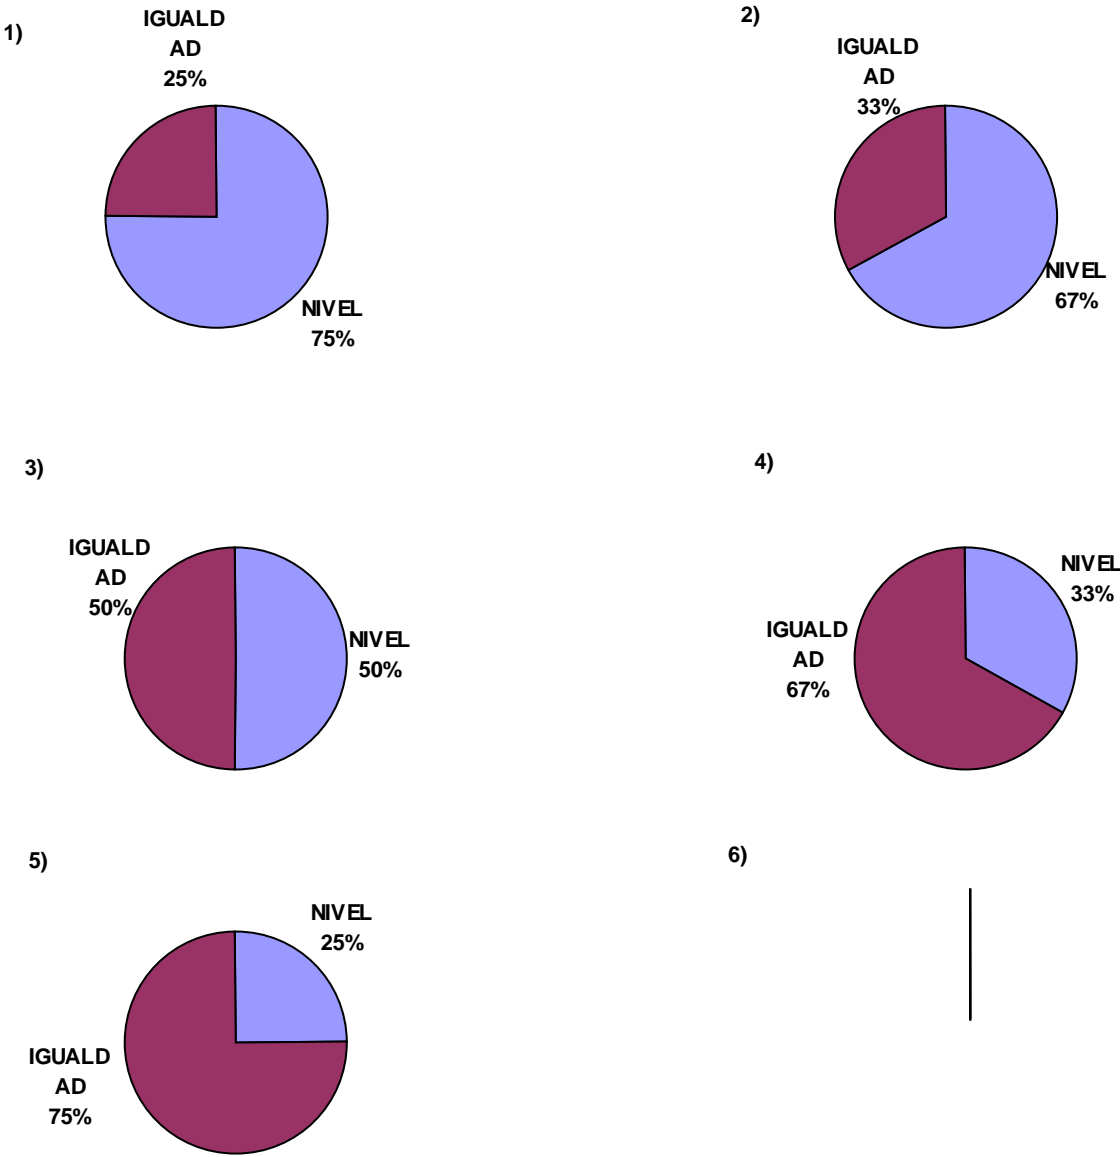 1)
IGUALD
AD
25%
NIVEL
75%
2)
IGUALD
AD
33%
NIVEL
67%
3)
IGUALD
AD
50%
NIVEL
50%
4)
NIVEL
33%
IGUALD
AD
67%
5)
NIVEL
25%
IGUALD
AD
75%
6)